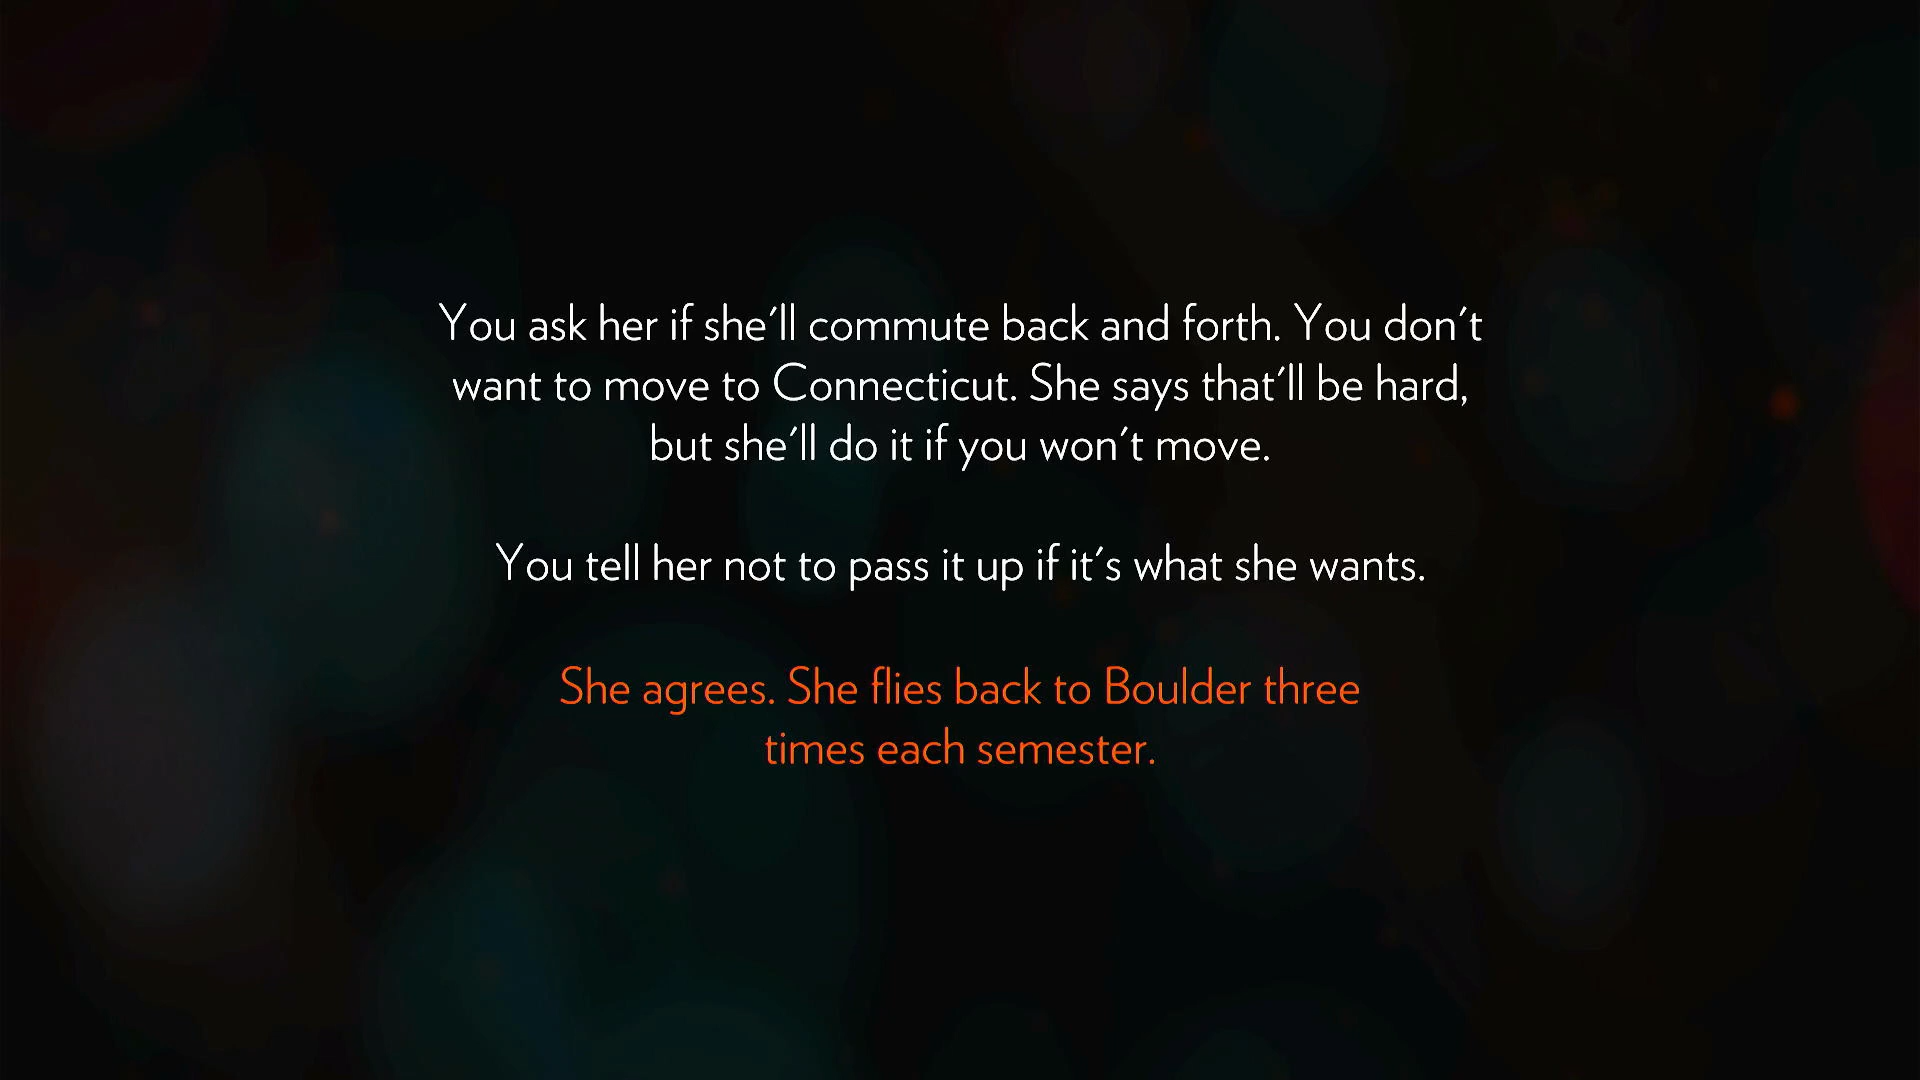 You ask her if she'll commute back and forth. You don't
want to move to Connecticut. She says that'll be hard,
but she'll do it if you won't move.
You tell her not to pass it up if it's what she wants.
She agrees. She flies back to Boulder three
times each semester.